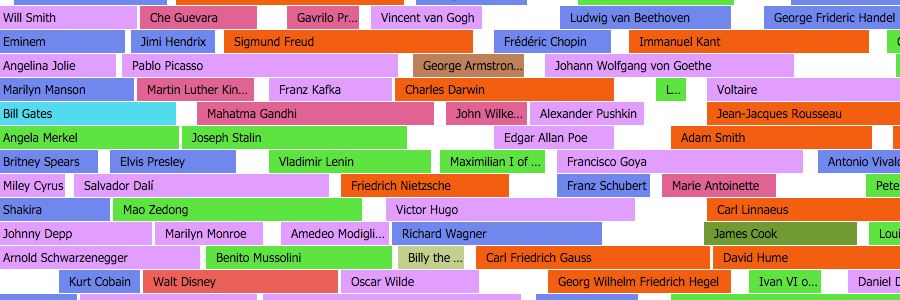 Will Smith Che Guevara Gavrilo Pr... Vincent van Gogh Ludwig van Beethoven George Frideric Handel
Eminem Jimi Hendrix Sigmund Freud Frédéric Chopin Immanuel Kant
Angelina Jolie Pablo Picasso George Armstron... Johann Wolfgang von Goethe
Marilyn Manson Martin Luther Kin... Franz Kafka Charles Darwin L... Voltaire
Bill Gates Mahatma Gandhi John Wilke... Alexander Pushkin Jean-Jacques Rousseau
Angela Merkel Joseph Stalin Edgar Allan Poe Adam Smith
Britney Spears Elvis Presley Vladimir Lenin Maximilian I of ... Francisco Goya Antonio Vival
Miley Cyrus Salvador Dalí Friedrich Nietzsche Franz Schubert Marie Antoinette Pete
Shakira Mao Zedong Victor Hugo Carl Linnaeus
Johnny Depp Marilyn Monroe Amedeo Modigli... Richard Wagner James Cook Loui
Arnold Schwarzenegger Benito Mussolini Billy the ... Carl Friedrich Gauss David Hume
Kurt Cobain Walt Disney Oscar Wilde Georg Wilhelm Friedrich Hegel Ivan VI o... Daniel D